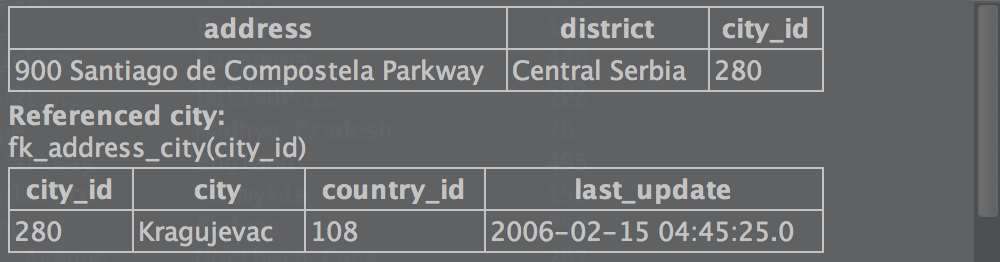 address district city_id
900 Santiago de Compostela Parkway Central Serbia 280
Referenced city:
fk_address_city(city_id)
city_id city country_id last_update
280 Kragujevac 108 2006-02-15 04:45:25.0